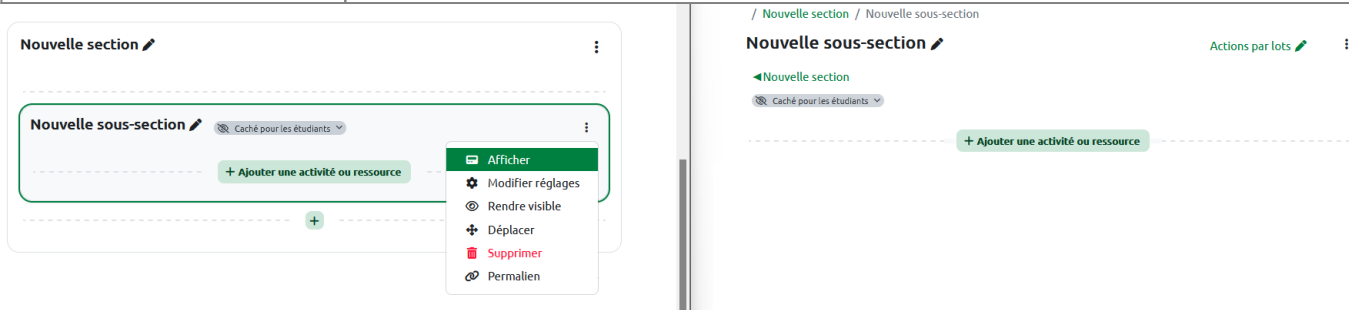 Nouvelle section
Nouvelle sous-section
Caché pour les étudiants
+ Ajouter une activité ou ressource
Afficher
Modifier réglages
Rendre visible
Déplacer
Supprimer
Permalien
+
/ Nouvelle section / Nouvelle sous-section
Nouvelle sous-section
Actions par lots
◄Nouvelle section
Caché pour les étudiants
+ Ajouter une activité ou ressource